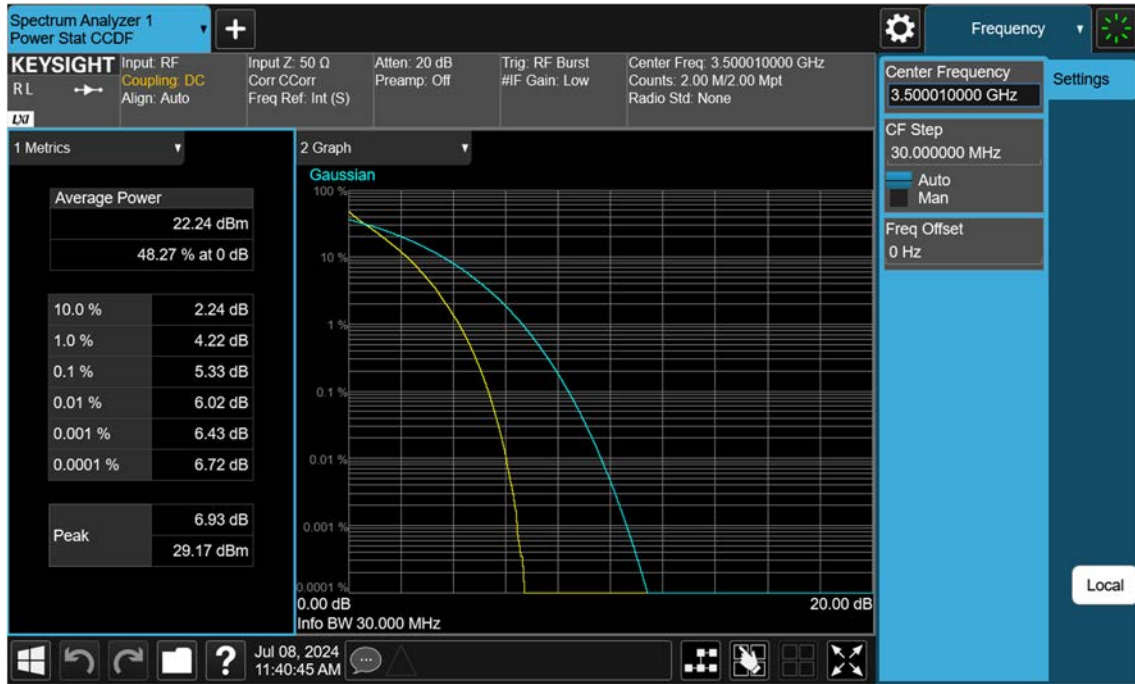 Spectrum Analyzer 1
Power Stat CCDF
+
Frequency
KEYSIGHT
R L
LXI
Input: RF
Coupling: DC
Align: Auto
Input Z: 50 Ω
Corr CCorr
Freq Ref: Int (S)
Atten: 20 dB
Preamp: Off
Trig: RF Burst
#IF Gain: Low
Center Freq: 3.500010000 GHz
Counts: 2.00 M/2.00 Mpt
Radio Std: None
Center Frequency
3.500010000 GHz
Settings
CF Step
30.000000 MHz
Auto
Man
Freq Offset
0 Hz
Local
1 Metrics
Average Power
22.24 dBm
48.27 % at 0 dB
10.0 % 2.24 dB
1.0 % 4.22 dB
0.1 % 5.33 dB
0.01 % 6.02 dB
0.001 % 6.43 dB
0.0001 % 6.72 dB
Peak
6.93 dB
29.17 dBm
2 Graph
Gaussian
100 %
10 %
1 %
0.1 %
0.01 %
0.001 %
0.0001 %
0.00 dB 20.00 dB
Info BW 30.000 MHz
?
Jul 08, 2024
11:40:45 AM